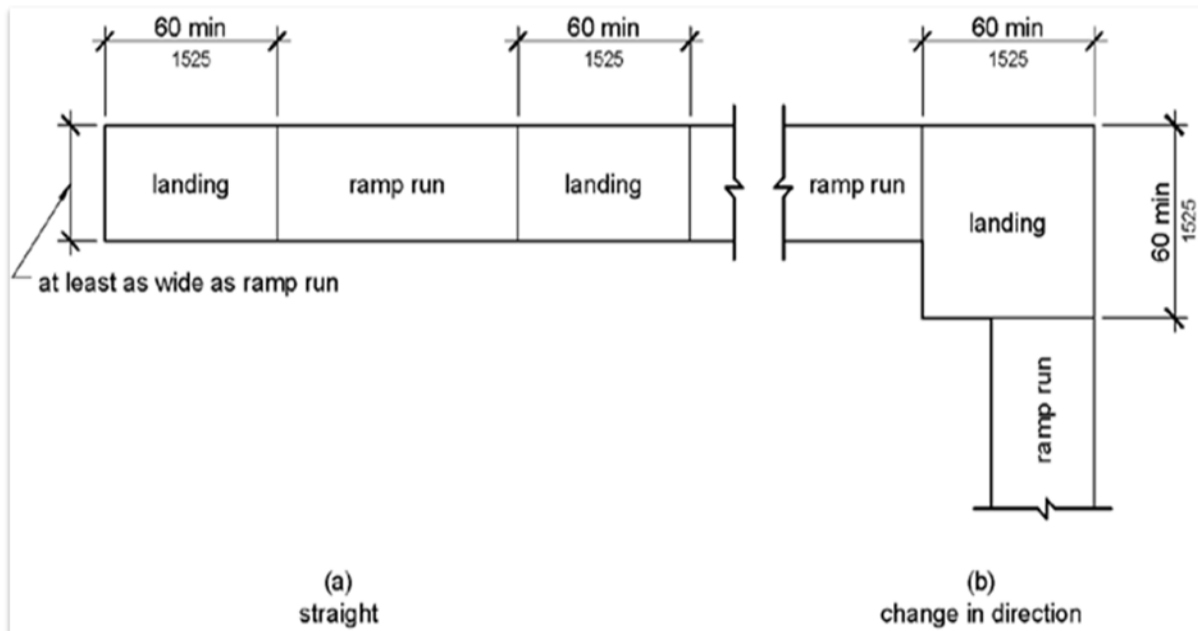 60 min
1525
60 min
1525
60 min
1525
landing
ramp run
landing
ramp run
landing
60 min
1525
at least as wide as ramp run
ramp run
(a)
straight
(b)
change in direction